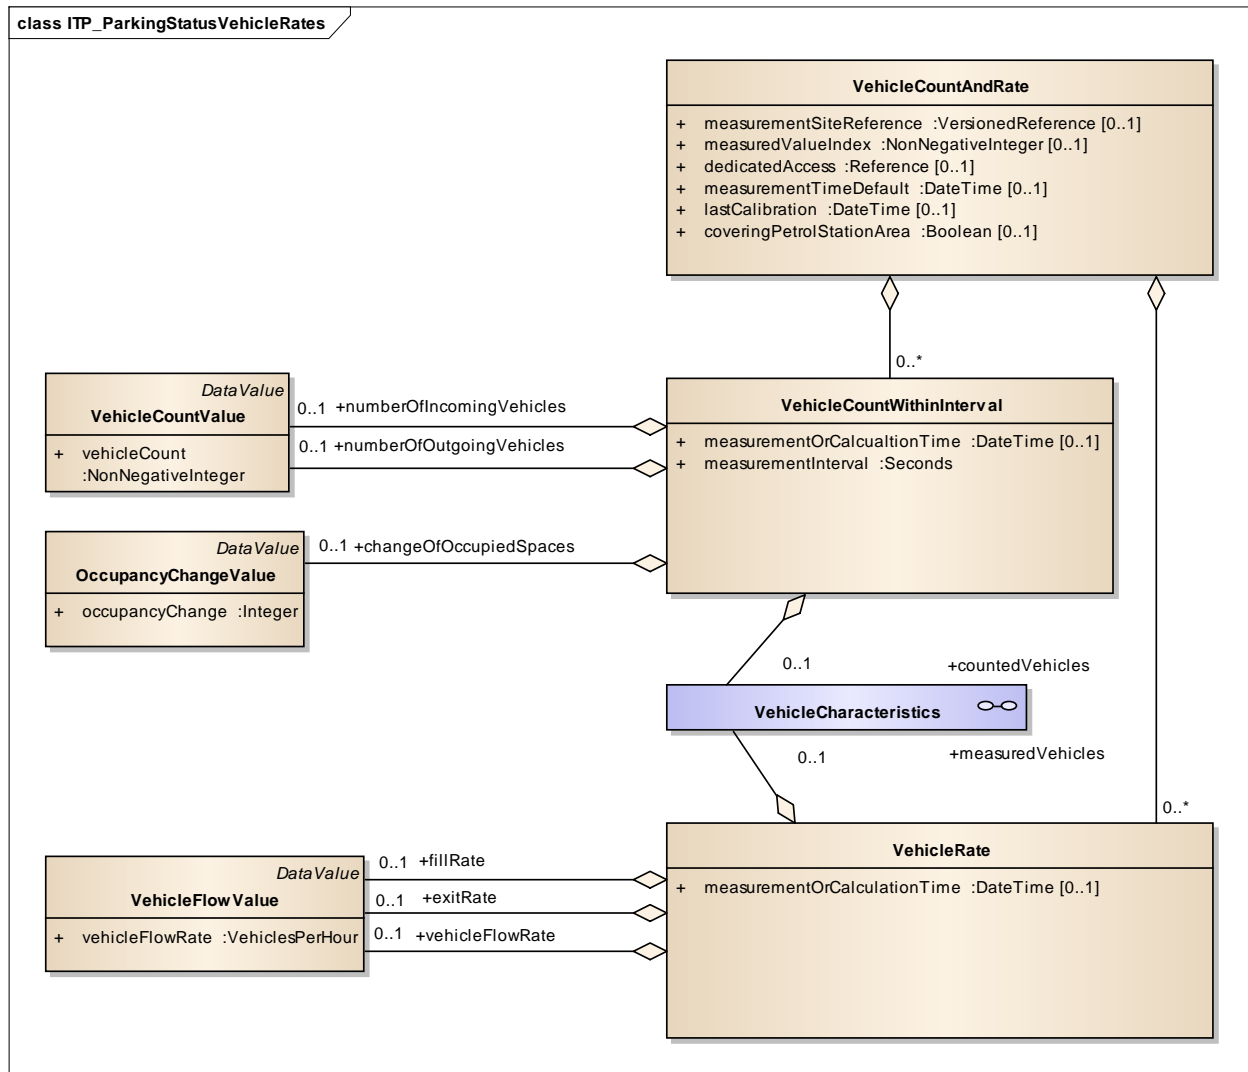 class ITP_ParkingStatusVehicleRates
VehicleCountAndRate
+ measurementSiteReference :VersionedReference [0..1]
+ measuredValueIndex :NonNegativeInteger [0..1]
+ dedicatedAccess :Reference [0..1]
+ measurementTimeDefault :DateTime [0..1]
+ lastCalibration :DateTime [0..1]
+ coveringPetrolStationArea :Boolean [0..1]
0..*
DataValue
VehicleCountValue
+ vehicleCount
:NonNegativeInteger
0..1 +numberOfIncomingVehicles
0..1 +numberOfOutgoingVehicles
VehicleCountWithinInterval
+ measurementOrCalcualtionTime :DateTime [0..1]
+ measurementInterval :Seconds
DataValue
OccupancyChangeValue
+ occupancyChange :Integer
0..1 +changeOfOccupiedSpaces
0..1 +countedVehicles
VehicleCharacteristics
0..1 +measuredVehicles
0..*
DataValue
VehicleFlowValue
+ vehicleFlowRate :VehiclesPerHour
0..1 +fillRate
0..1 +exitRate
0..1 +vehicleFlowRate
VehicleRate
+ measurementOrCalculationTime :DateTime [0..1]